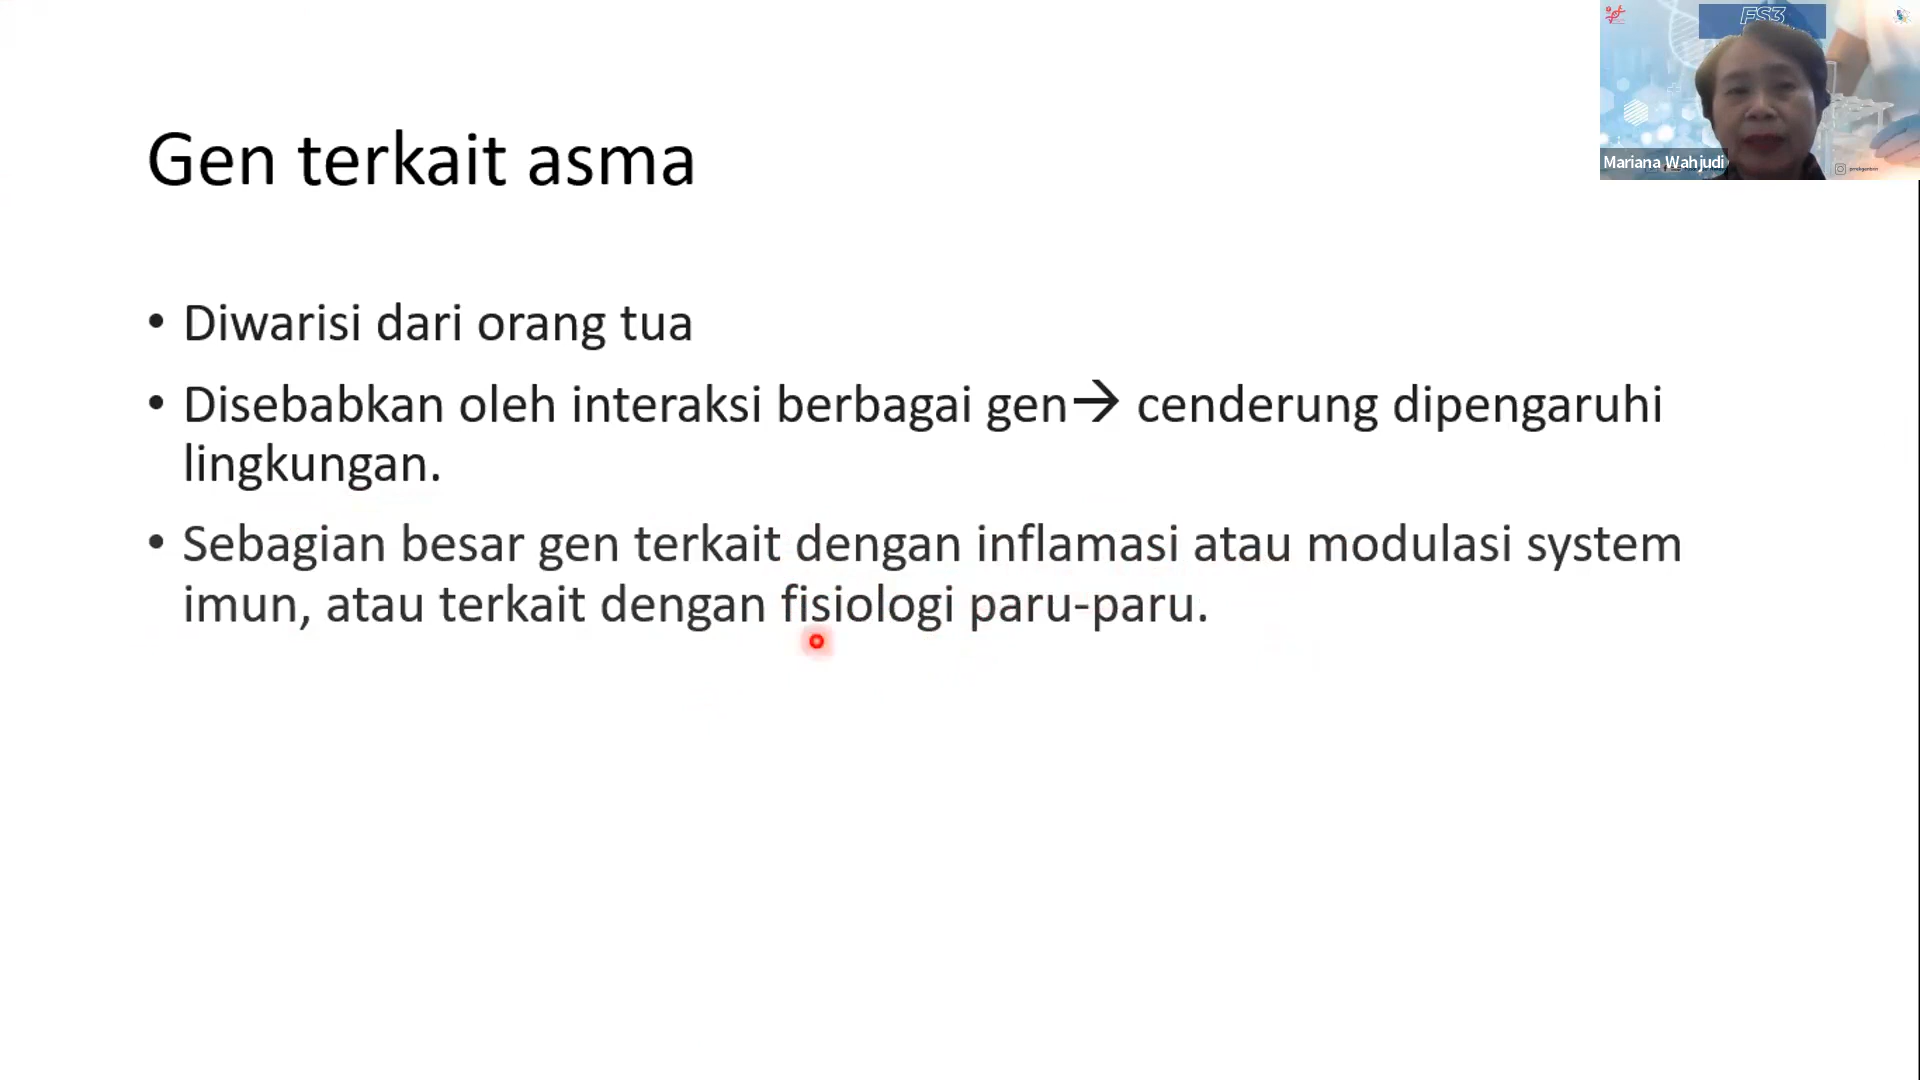 FS3
Mariana Wahjudi
Gen terkait asma
• Diwarisi dari orang tua
• Disebabkan oleh interaksi berbagai gen→ cenderung dipengaruhi
lingkungan.
• Sebagian besar gen terkait dengan inflamasi atau modulasi system
imun, atau terkait dengan fisiologi paru-paru.